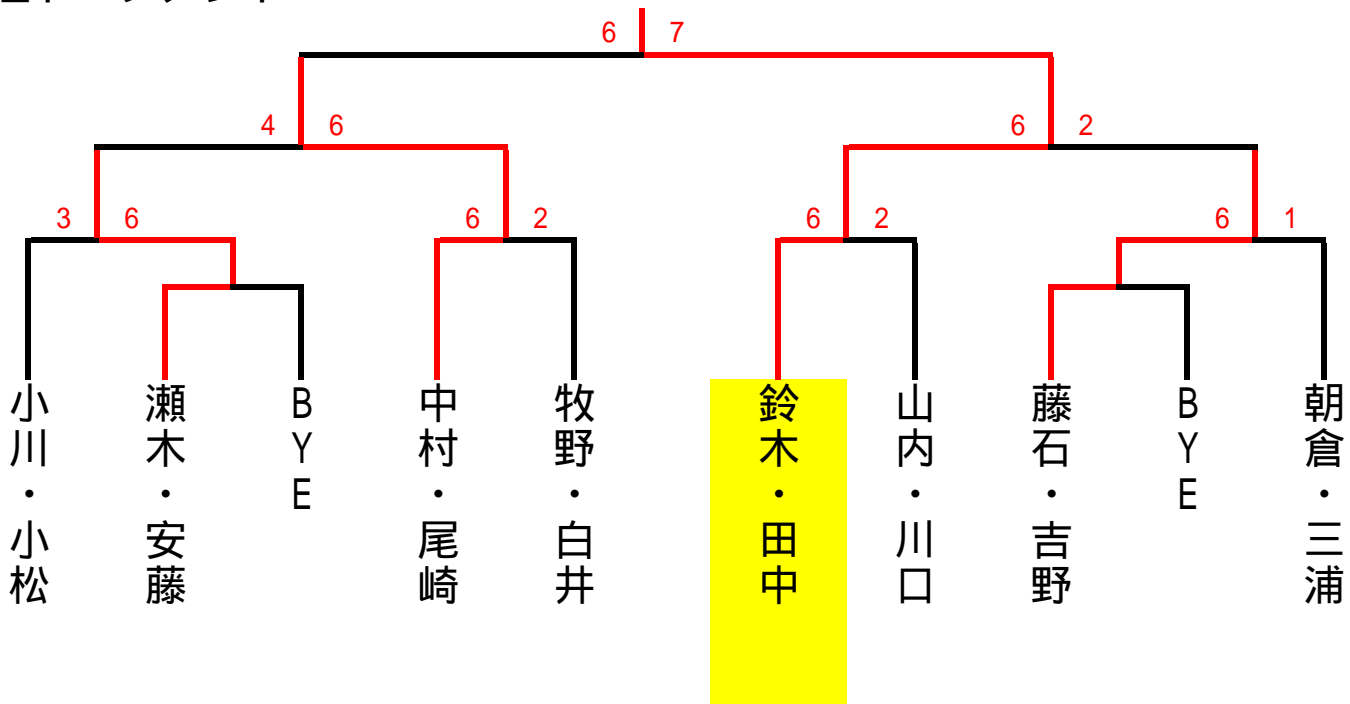 6 7
4 6
6 2
3 6
6 2
6 2
6 1
小川・小松
瀬木・安藤
BYE
中村・尾崎
牧野・白井
鈴木・田中
山内・川口
藤石・吉野
BYE
朝倉・三浦